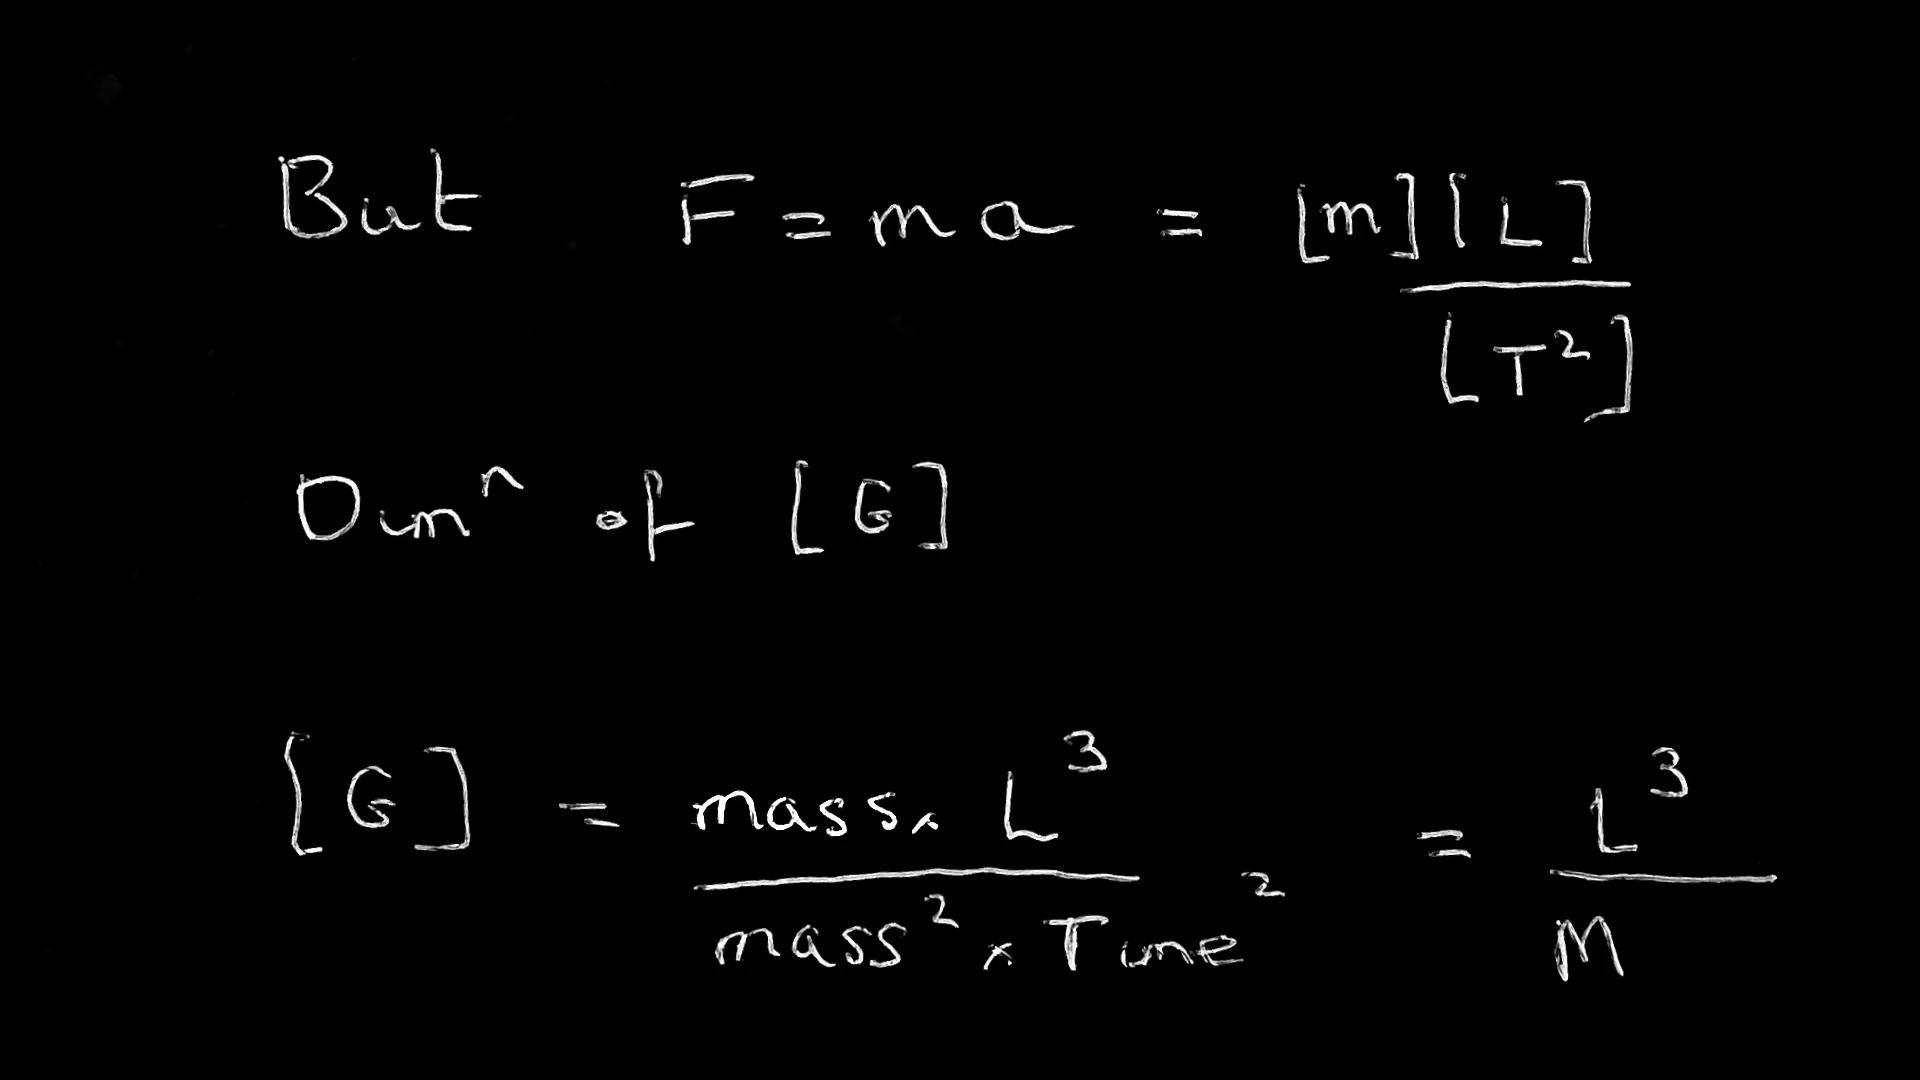 But F = ma = [m][L]
[T²]
Dimⁿ of [G]
[G] = mass x L³ = L³
mass² x Time² M